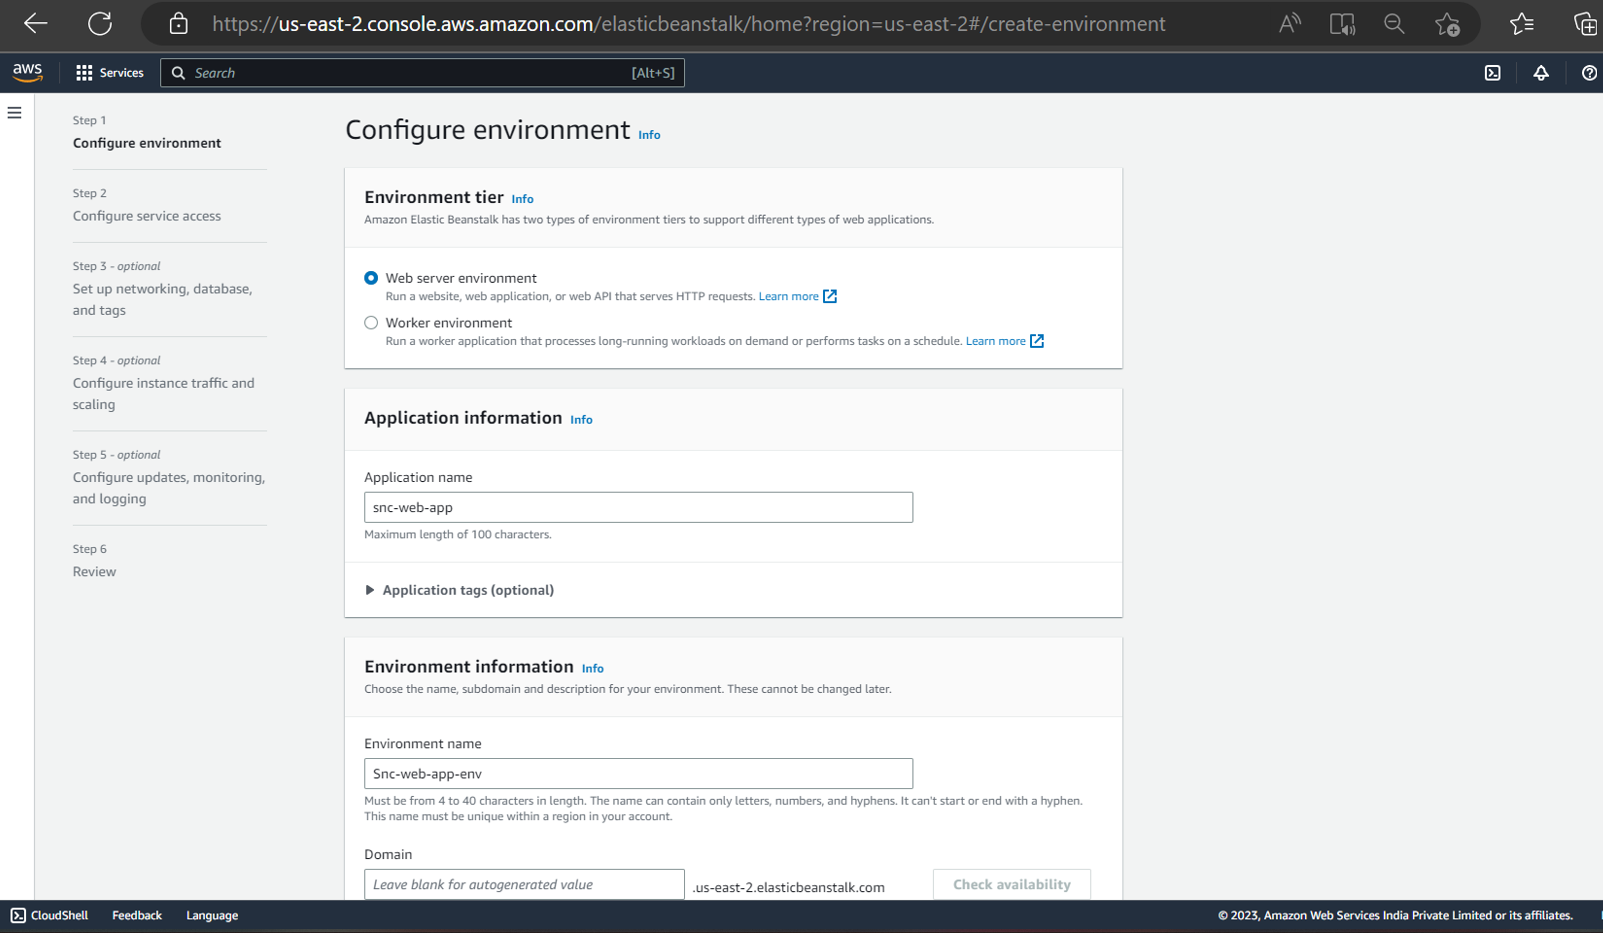 https://us-east-2.console.aws.amazon.com/elasticbeanstalk/home?region=us-east-2#/create-environment
aws
Services
Search
[Alt+S]
Step 1
Configure environment
Step 2
Configure service access
Step 3 - optional
Set up networking, database,
and tags
Step 4 - optional
Configure instance traffic and
scaling
Step 5 - optional
Configure updates, monitoring,
and logging
Step 6
Review
Configure environment Info
Environment tier Info
Amazon Elastic Beanstalk has two types of environment tiers to support different types of web applications.
Web server environment
Run a website, web application, or web API that serves HTTP requests. Learn more
Worker environment
Run a worker application that processes long-running workloads on demand or performs tasks on a schedule. Learn more
Application information Info
Application name
snc-web-app
Maximum length of 100 characters.
Application tags (optional)
Environment information Info
Choose the name, subdomain and description for your environment. These cannot be changed later.
Environment name
Snc-web-app-env
Must be from 4 to 40 characters in length. The name can contain only letters, numbers, and hyphens. It can't start or end with a hyphen.
This name must be unique within a region in your account.
Domain
Leave blank for autogenerated value
.us-east-2.elasticbeanstalk.com
Check availability
CloudShell
Feedback
Language
© 2023, Amazon Web Services India Private Limited or its affiliates.